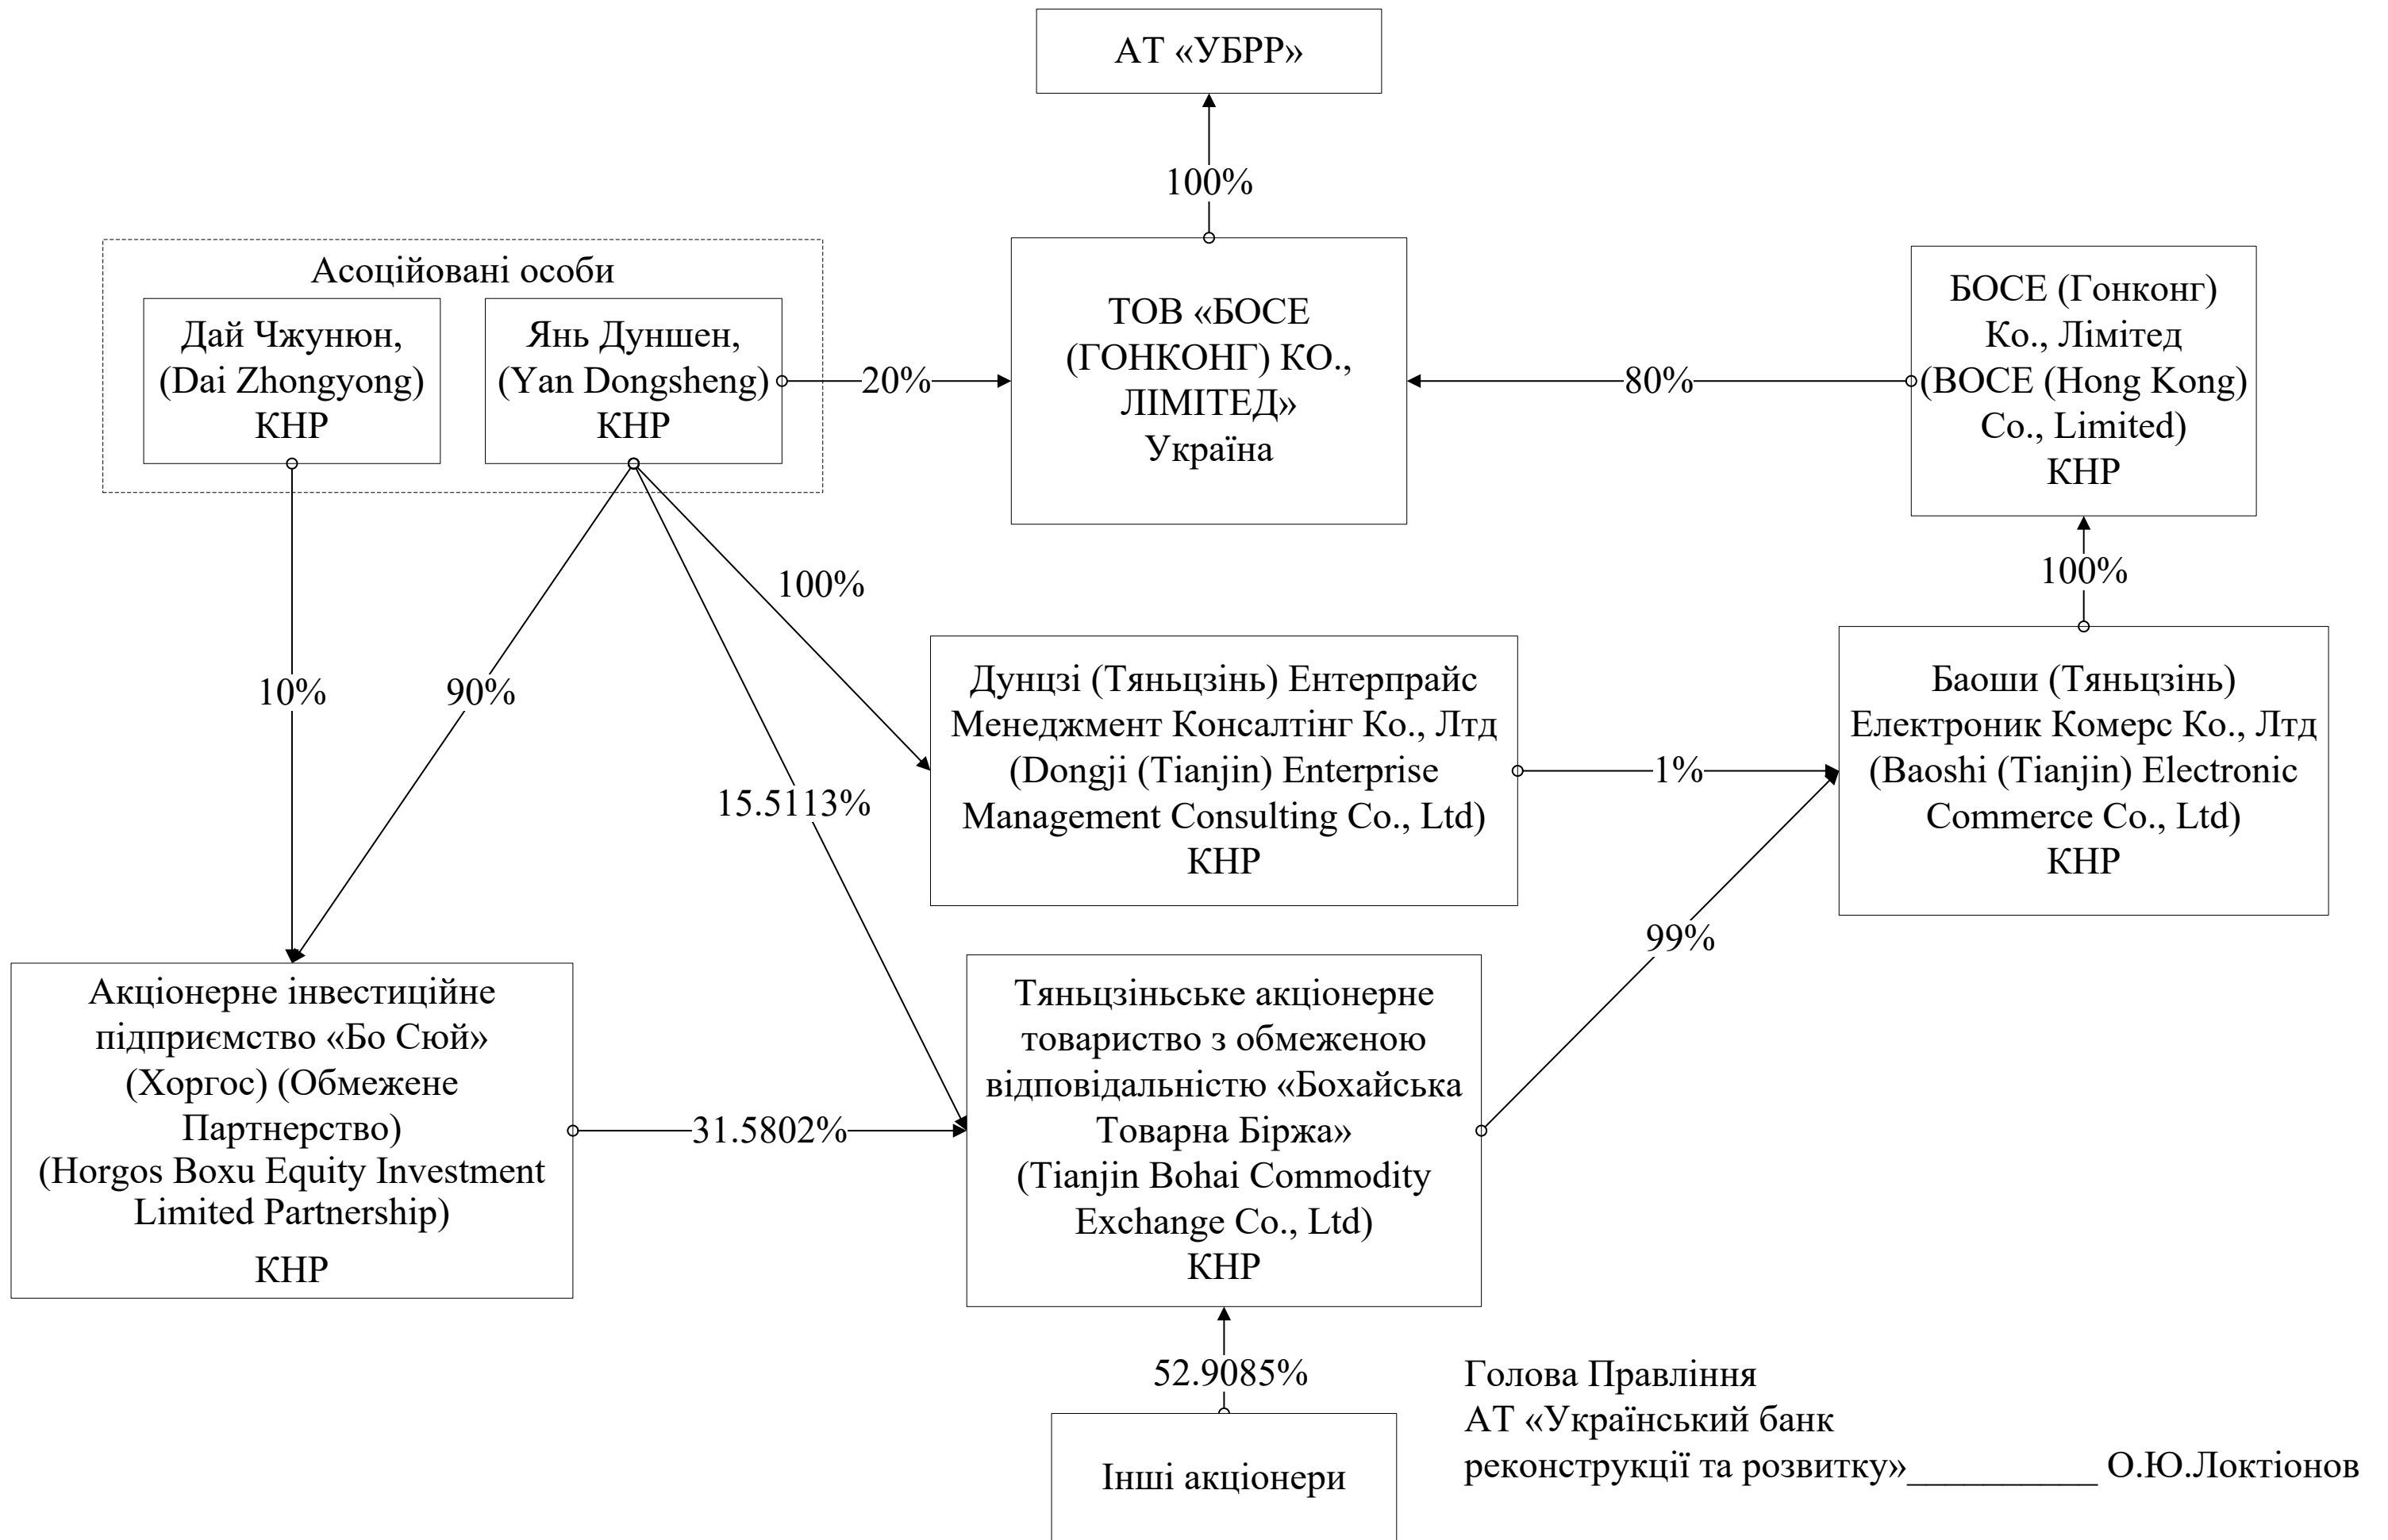 АТ «УБРР»
100%
Асоційовані особи
Дай Чжунюн,
(Dai Zhongyong)
КНР
Янь Дуншен,
(Yan Dongsheng)
КНР
20%
ТОВ «БОСЕ
(ГОНКОНГ) КО.,
ЛІМІТЕД»
Україна
80%
БОСЕ (Гонконг)
Ко., Лімітед
(BOCE (Hong Kong)
Co., Limited)
КНР
100%
100%
10%
90%
15.5113%
Дунцзі (Тяньцзінь) Ентерпрайс
Менеджмент Консалтінг Ко., Лтд
(Dongji (Tianjin) Enterprise
Management Consulting Co., Ltd)
КНР
1%
Баоши (Тяньцзінь)
Електроник Комерс Ко., Лтд
(Baoshi (Tianjin) Electronic
Commerce Co., Ltd)
КНР
99%
Акціонерне інвестиційне
підприємство «Бо Сюй»
(Хоргос) (Обмежене
Партнерство)
(Horgos Boxu Equity Investment
Limited Partnership)
КНР
31.5802%
Тяньцзіньське акціонерне
товариство з обмеженою
відповідальністю «Бохайська
Товарна Біржа»
(Tianjin Bohai Commodity
Exchange Co., Ltd)
КНР
52.9085%
Інші акціонери
Голова Правління
АТ «Український банк
реконструкції та розвитку»__________ О.Ю.Локтіонов